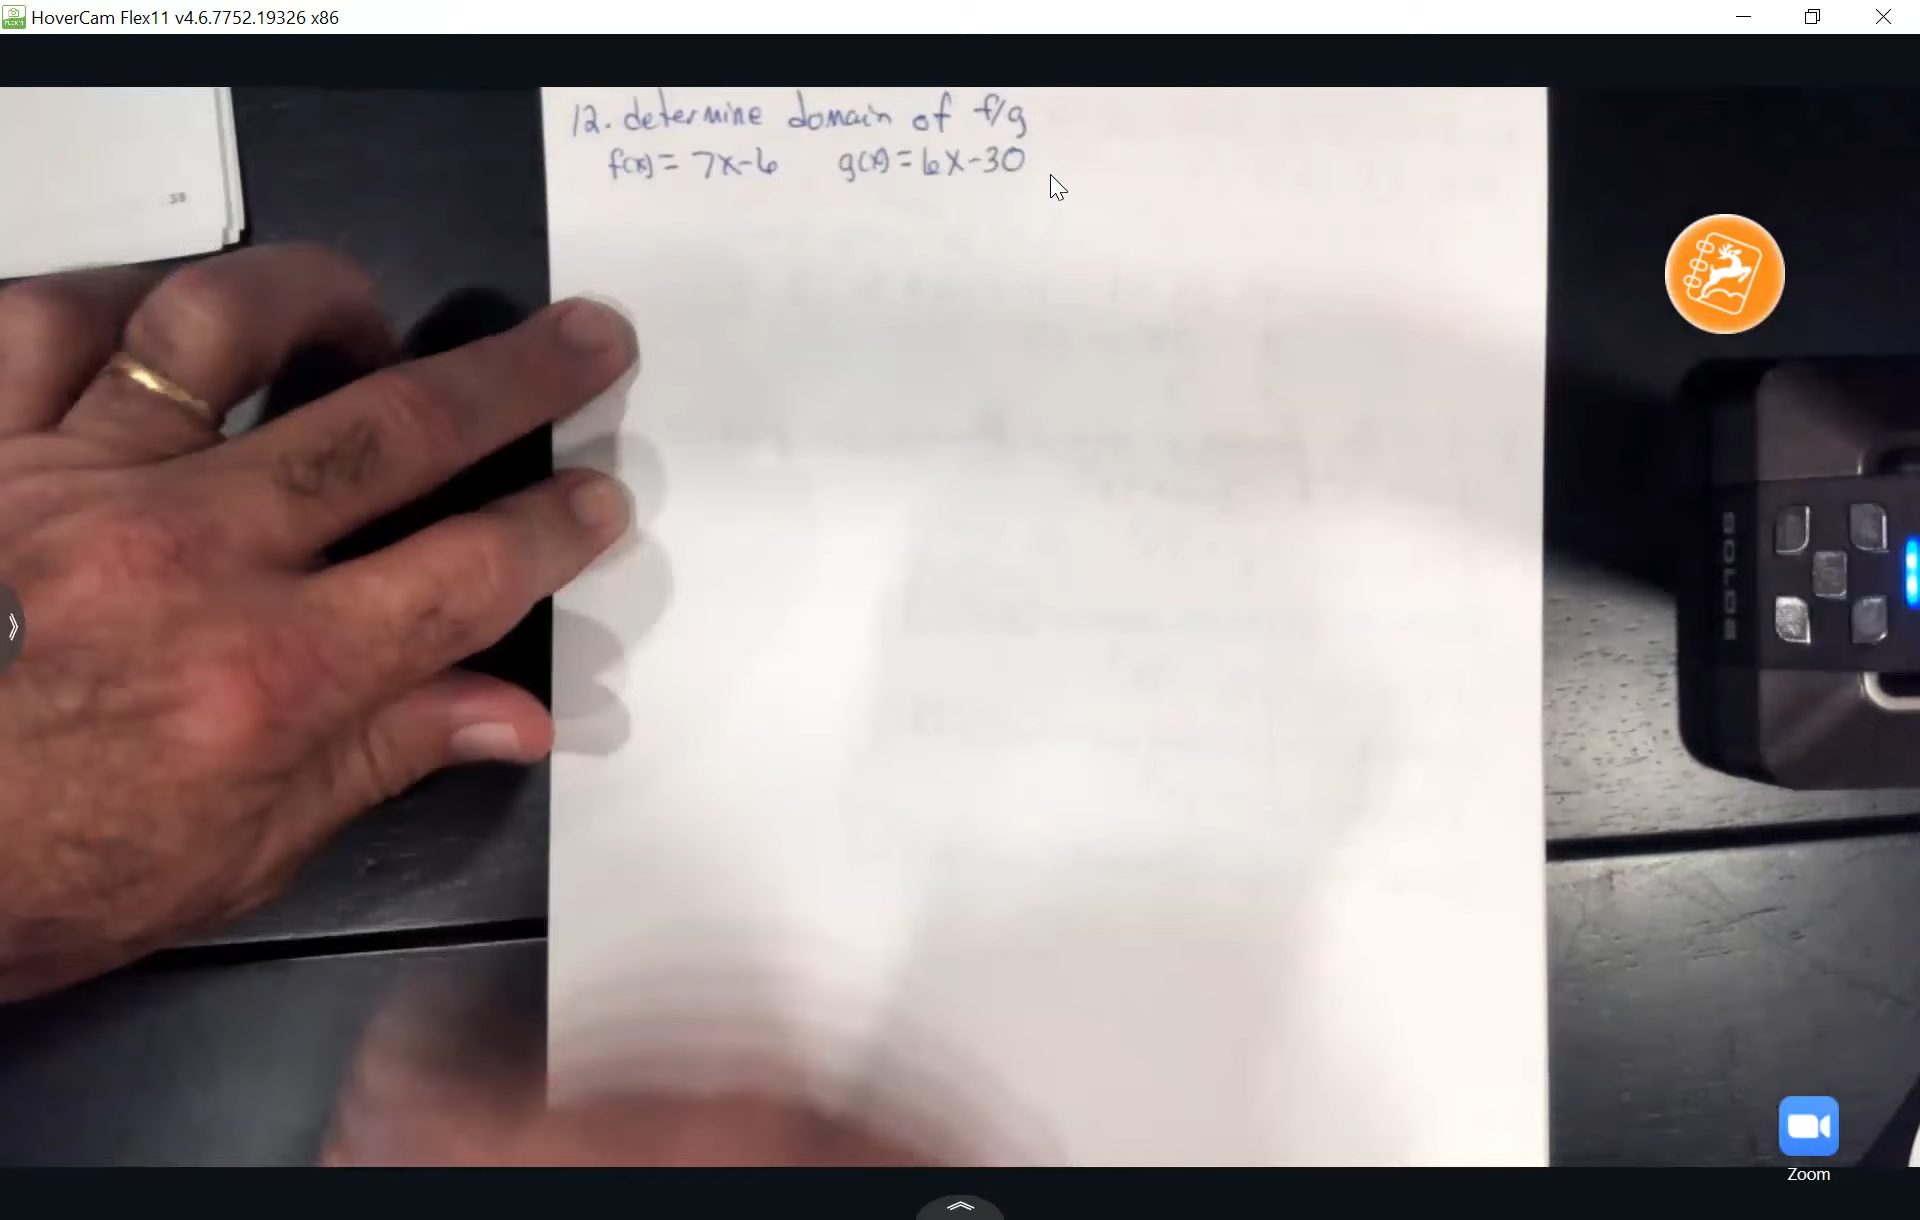 HoverCam Flex11 v4.6.7752.19326 x86
12. determine domain of f/g
f(x) = 7x-6 g(x) = 6x-30
Zoom